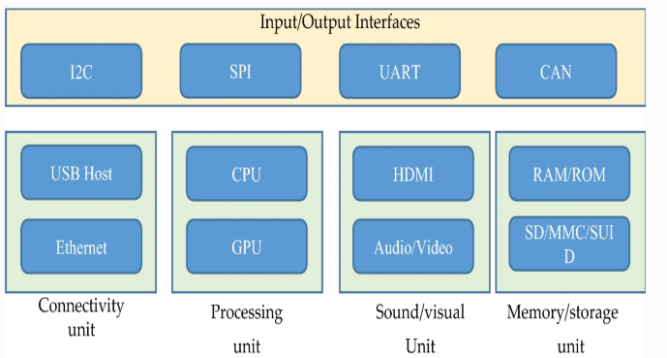 Input/Output Interfaces
I2C
SPI
UART
CAN
USB Host
CPU
HDMI
RAM/ROM
Ethernet
GPU
Audio/Video
SD/MMC/SUI
D
Connectivity
unit
Processing
unit
Sound/visual
Unit
Memory/storage
unit